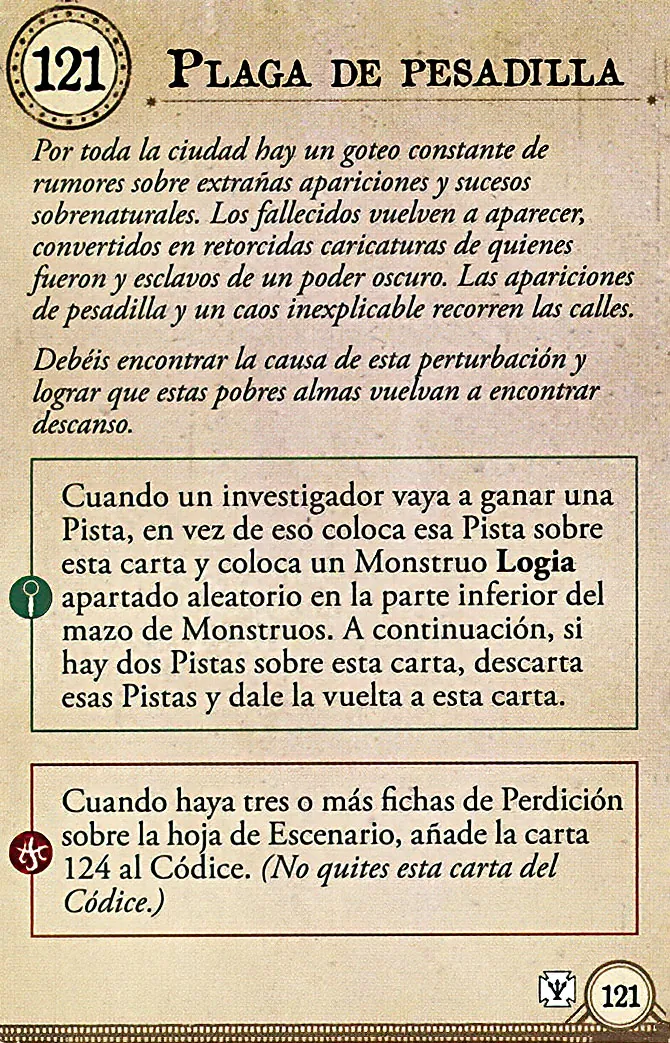 121
PLAGA DE PESADILLA
Por toda la ciudad hay un goteo constante de
rumores sobre extrañas apariciones y sucesos
sobrenaturales. Los fallecidos vuelven a aparecer,
convertidos en retorcidas caricaturas de quienes
fueron y esclavos de un poder oscuro. Las apariciones
de pesadilla y un caos inexplicable recorren las calles.
Debéis encontrar la causa de esta perturbación y
lograr que estas pobres almas vuelvan a encontrar
descanso.
Cuando un investigador vaya a ganar una
Pista, en vez de eso coloca esa Pista sobre
esta carta y coloca un Monstruo Logia
apartado aleatorio en la parte inferior del
mazo de Monstruos. A continuación, si
hay dos Pistas sobre esta carta, descarta
esas Pistas y dale la vuelta a esta carta.
Cuando haya tres o más fichas de Perdición
sobre la hoja de Escenario, añade la carta
124 al Códice. (No quites esta carta del
Códice.)
121